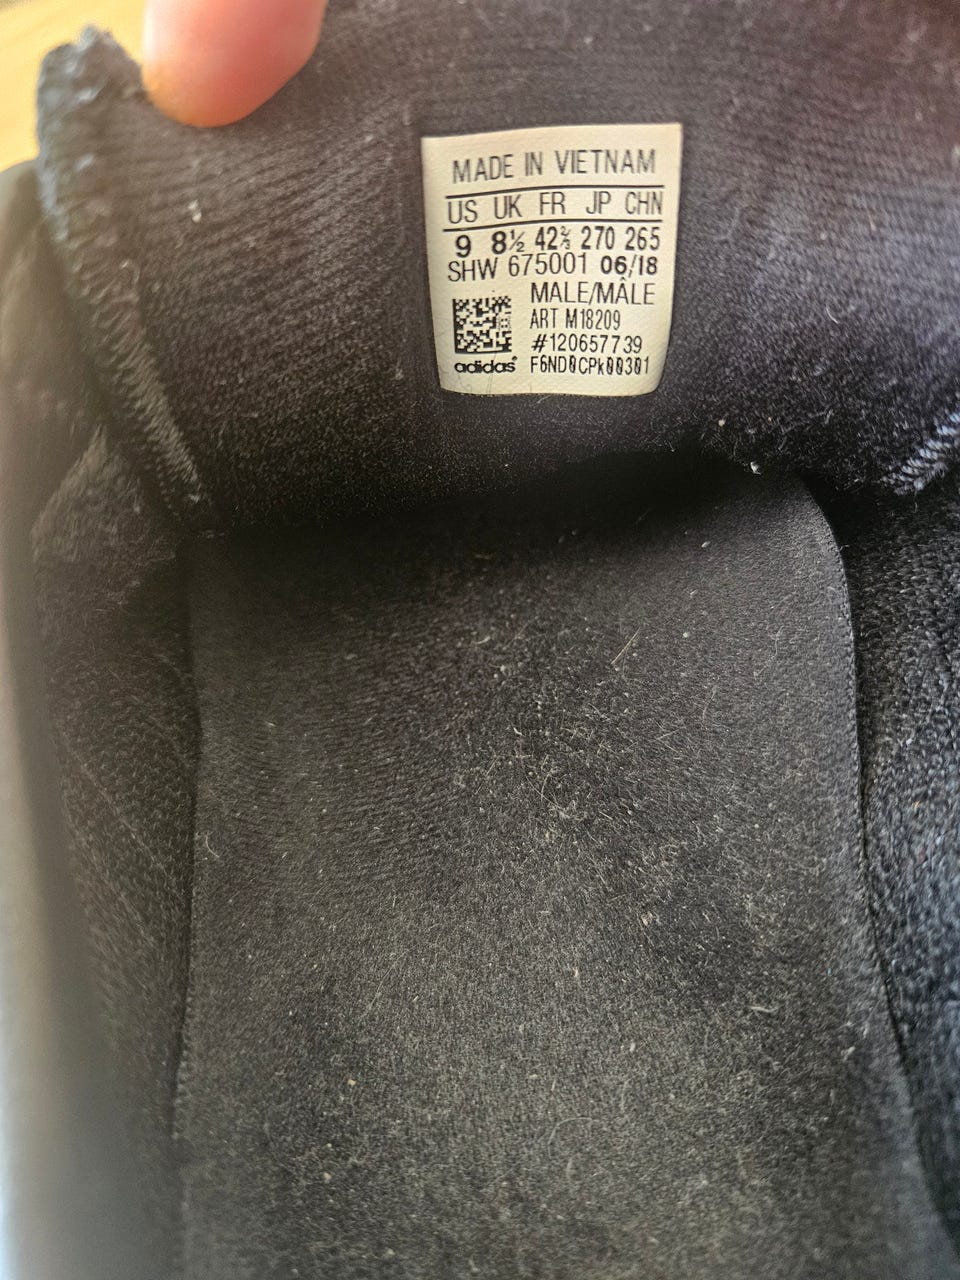 MADE IN VIETNAM
US UK FR JP CHN
9 8½ 42⅔ 270 265
SHW 675001 06/18
MALE/MÂLE
ART M18209
#120657739
adidas® F6ND0CPk00301